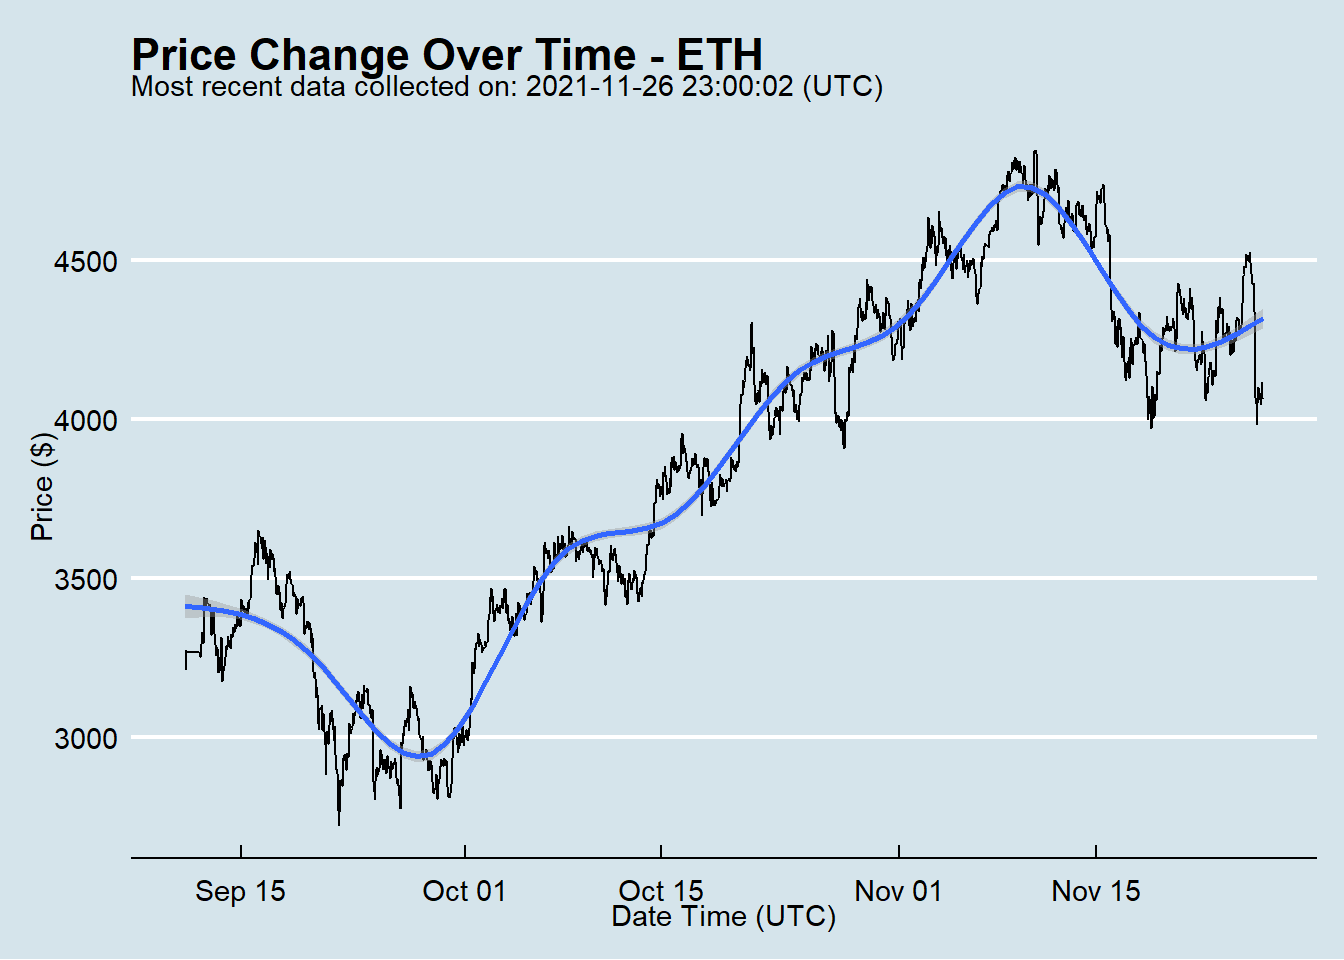 Price Change Over Time - ETH
Most recent data collected on: 2021-11-26 23:00:02 (UTC)
Price ($)
4500
4000
3500
3000
Sep 15 Oct 01 Oct 15 Nov 01 Nov 15
Date Time (UTC)